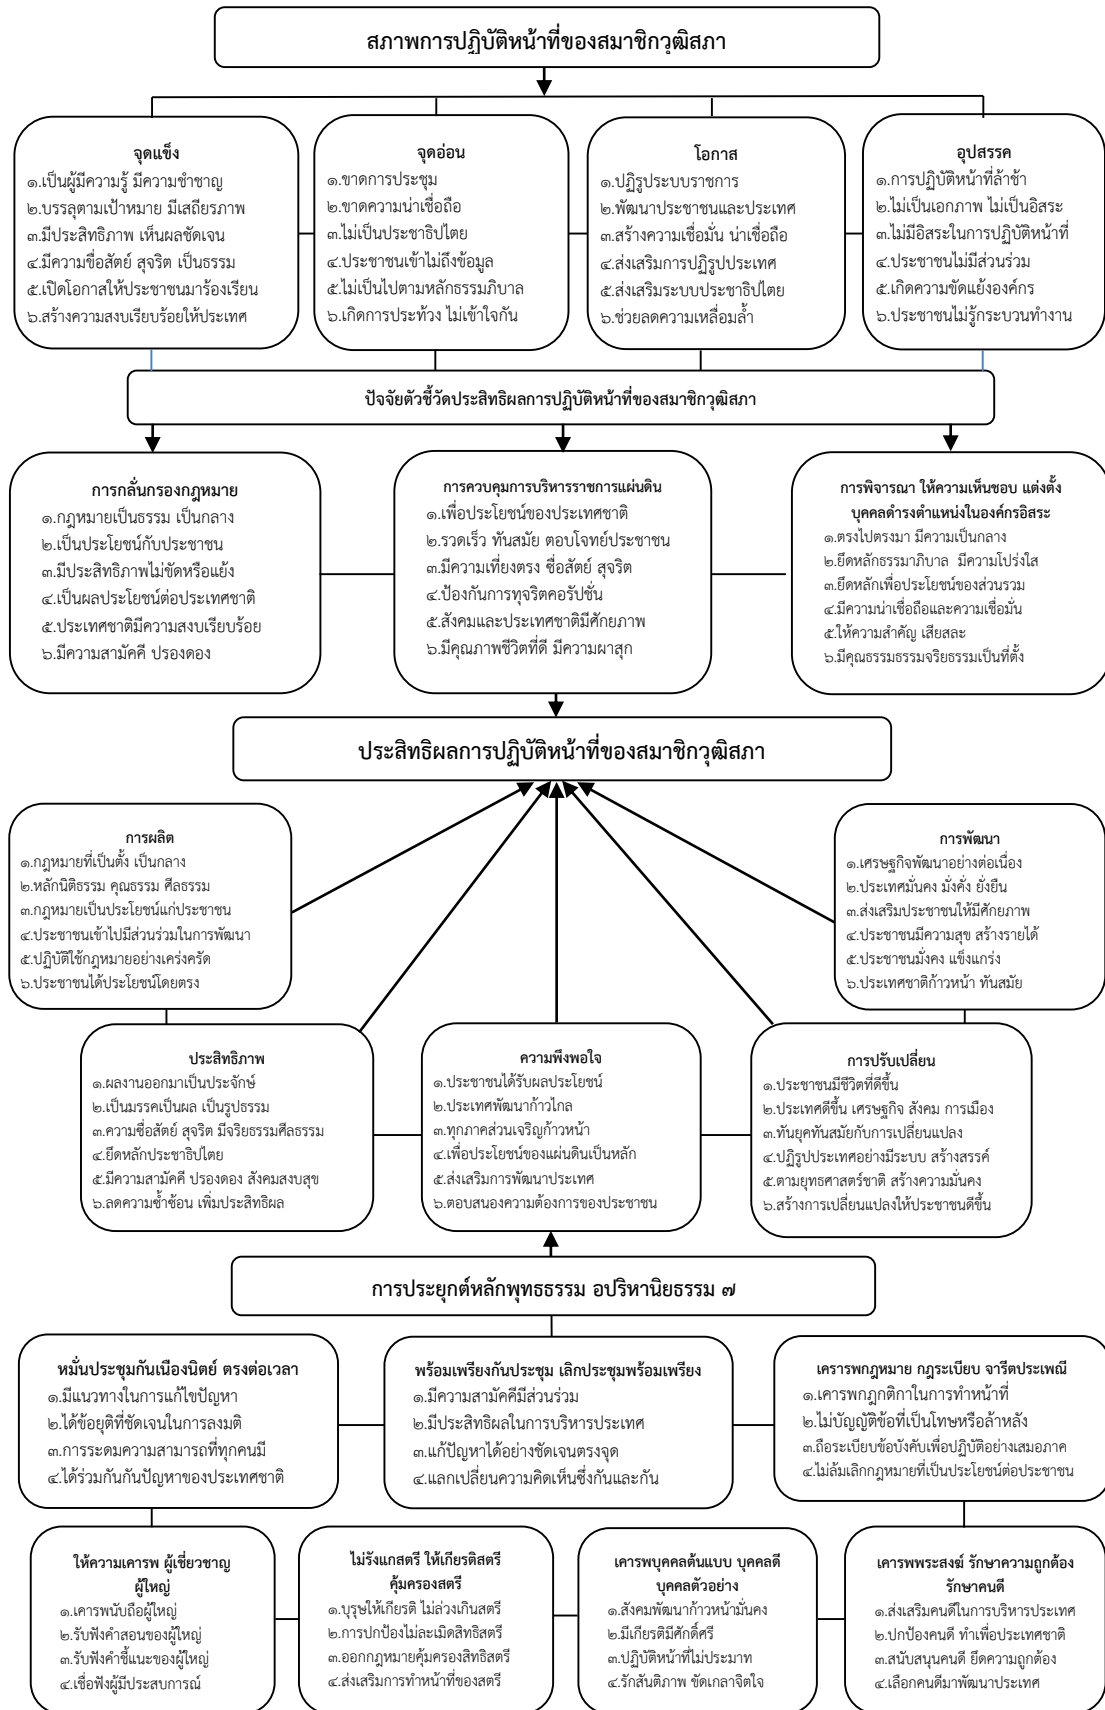 สภาพการปฏิบัติหน้าที่ของสมาชิกวุฒิสภา
จุดแข็ง
๑.เป็นผู้มีความรู้ มีความชำชาญ
๒.บรรลุตามเป้าหมาย มีเสถียรภาพ
๓.มีประสิทธิภาพ เห็นผลชัดเจน
๔.มีความซื่อสัตย์ สุจริต เป็นธรรม
๕.เปิดโอกาสให้ประชาชนมาร้องเรียน
๖.สร้างความสงบเรียบร้อยให้ประเทศ
จุดอ่อน
๑.ขาดการประชุม
๒.ขาดความน่าเชื่อถือ
๓.ไม่เป็นประชาธิปไตย
๔.ประชาชนเข้าไม่ถึงข้อมูล
๕.ไม่เป็นไปตามหลักธรรมภิบาล
๖.เกิดการประท้วง ไม่เข้าใจกัน
โอกาส
๑.ปฏิรูประบบราชการ
๒.พัฒนาประชาชนและประเทศ
๓.สร้างความเชื่อมั่น น่าเชื่อถือ
๔.ส่งเสริมการปฏิรูปประเทศ
๕.ส่งเสริมระบบประชาธิปไตย
๖.ช่วยลดความเหลื่อมล้ำ
อุปสรรค
๑.การปฏิบัติหน้าที่ล้าช้า
๒.ไม่เป็นเอกภาพ ไม่เป็นอิสระ
๓.ไม่มีอิสระในการปฏิบัติหน้าที่
๔.ประชาชนไม่มีส่วนร่วม
๕.เกิดความขัดแย้งองค์กร
๖.ประชาชนไม่รู้กระบวนทำงาน
ปัจจัยตัวชี้วัดประสิทธิผลการปฏิบัติหน้าที่ของสมาชิกวุฒิสภา
การกลั่นกรองกฎหมาย
๑.กฎหมายเป็นธรรม เป็นกลาง
๒.เป็นประโยชน์กับประชาชน
๓.มีประสิทธิภาพไม่ขัดหรือแย้ง
๔.เป็นผลประโยชน์ต่อประเทศชาติ
๕.ประเทศชาติมีความสงบเรียบร้อย
๖.มีความสามัคคี ปรองดอง
การควบคุมการบริหารราชการแผ่นดิน
๑.เพื่อประโยชน์ของประเทศชาติ
๒.รวดเร็ว ทันสมัย ตอบโจทย์ประชาชน
๓.มีความเที่ยงตรง ซื่อสัตย์ สุจริต
๔.ป้องกันการทุจริตคอรัปชั่น
๕.สังคมและประเทศชาติมีศักยภาพ
๖.มีคุณภาพชีวิตที่ดี มีความผาสุก
การพิจารณา ให้ความเห็นชอบ แต่งตั้ง
บุคคลดำรงตำแหน่งในองค์กรอิสระ
๑.ตรงไปตรงมา มีความเป็นกลาง
๒.ยึดหลักธรรมาภิบาล มีความโปร่งใส
๓.ยึดหลักเพื่อประโยชน์ของส่วนรวม
๔.มีความน่าเชื่อถือและความเชื่อมั่น
๕.ให้ความสำคัญ เสียสละ
๖.มีคุณธรรมธรรมจริยธรรมเป็นที่ตั้ง
ประสิทธิผลการปฏิบัติหน้าที่ของสมาชิกวุฒิสภา
การผลิต
๑.กฎหมายที่เป็นตั้ง เป็นกลาง
๒.หลักนิติธรรม คุณธรรม ศีลธรรม
๓.กฎหมายเป็นประโยชน์แก่ประชาชน
๔.ประชาชนเข้าไปมีส่วนร่วมในการพัฒนา
๕.ปฏิบัติใช้กฎหมายอย่างเคร่งครัด
๖.ประชาชนได้ประโยชน์โดยตรง
การพัฒนา
๑.เศรษฐกิจพัฒนาอย่างต่อเนื่อง
๒.ประเทศมั่นคง มั่งคั่ง ยั่งยืน
๓.ส่งเสริมประชาชนให้มีศักยภาพ
๔.ประชาชนมีความสุข สร้างรายได้
๕.ประชาชนมั่งคง แข็งแกร่ง
๖.ประเทศชาติก้าวหน้า ทันสมัย
ประสิทธิภาพ
๑.ผลงานออกมาเป็นประจักษ์
๒.เป็นมรรคเป็นผล เป็นรูปธรรม
๓.ความซื่อสัตย์ สุจริต มีจริยธรรมศีลธรรม
๔.ยึดหลักประชาธิปไตย
๕.มีความสามัคคี ปรองดอง สังคมสงบสุข
๖.ลดความซ้ำซ้อน เพิ่มประสิทธิผล
ความพึงพอใจ
๑.ประชาชนได้รับผลประโยชน์
๒.ประเทศพัฒนาก้าวไกล
๓.ทุกภาคส่วนเจริญก้าวหน้า
๔.เพื่อประโยชน์ของแผ่นดินเป็นหลัก
๕.ส่งเสริมการพัฒนาประเทศ
๖.ตอบสนองความต้องการของประชาชน
การปรับเปลี่ยน
๑.ประชาชนมีชีวิตที่ดีขึ้น
๒.ประเทศดีขึ้น เศรษฐกิจ สังคม การเมือง
๓.ทันยุคทันสมัยกับการเปลี่ยนแปลง
๔.ปฏิรูปประเทศอย่างมีระบบ สร้างสรรค์
๕.ตามยุทธศาสตร์ชาติ สร้างความมั่นคง
๖.สร้างการเปลี่ยนแปลงให้ประชาชนดีขึ้น
การประยุกต์หลักพุทธธรรม อปริหานิยธรรม ๗
หมั่นประชุมกันเนืองนิตย์ ตรงต่อเวลา
๑.มีแนวทางในการแก้ไขปัญหา
๒.ได้ข้อยุติที่ชัดเจนในการลงมติ
๓.การระดมความสามารถที่ทุกคนมี
๔.ได้ร่วมกันกันปัญหาของประเทศชาติ
พร้อมเพรียงกันประชุม เลิกประชุมพร้อมเพรียง
๑.มีความสามัคคีมีส่วนร่วม
๒.มีประสิทธิผลในการบริหารประเทศ
๓.แก้ปัญหาได้อย่างชัดเจนตรงจุด
๔.แลกเปลี่ยนความคิดเห็นซึ่งกันและกัน
เครารพกฎหมาย กฎระเบียบ จารีตประเพณี
๑.เคารพกฎกติกาในการทำหน้าที่
๒.ไม่บัญญัติข้อที่เป็นโทษหรือล้าหลัง
๓.ถือระเบียบข้อบังคับเพื่อปฏิบัติอย่างเสมอภาค
๔.ไม่ล้มเลิกกฎหมายที่เป็นประโยชน์ต่อประชาชน
ให้ความเคารพ ผู้เชี่ยวชาญ
ผู้ใหญ่
๑.เคารพนับถือผู้ใหญ่
๒.รับฟังคำสอนของผู้ใหญ่
๓.รับฟังคำชี้แนะของผู้ใหญ่
๔.เชื่อฟังผู้มีประสบการณ์
ไม่รังแกสตรี ให้เกียรติสตรี
คุ้มครองสตรี
๑.บุรุษให้เกียรติ ไม่ล่วงเกินสตรี
๒.การปกป้องไม่ละเมิดสิทธิสตรี
๓.ออกกฎหมายคุ้มครองสิทธิสตรี
๔.ส่งเสริมการทำหน้าที่ของสตรี
เคารพบุคคลต้นแบบ บุคคลดี
บุคคลตัวอย่าง
๑.สังคมพัฒนาก้าวหน้ามั่นคง
๒.มีเกียรติมีศักดิ์ศรี
๓.ปฏิบัติหน้าที่ไม่ประมาท
๔.รักสันติภาพ ขัดเกลาจิตใจ
เคารพพระสงฆ์ รักษาความถูกต้อง
รักษาคนดี
๑.ส่งเสริมคนดีในการบริหารประเทศ
๒.ปกป้องคนดี ทำเพื่อประเทศชาติ
๓.สนับสนุนคนดี ยึดความถูกต้อง
๔.เลือกคนดีมาพัฒนาประเทศ